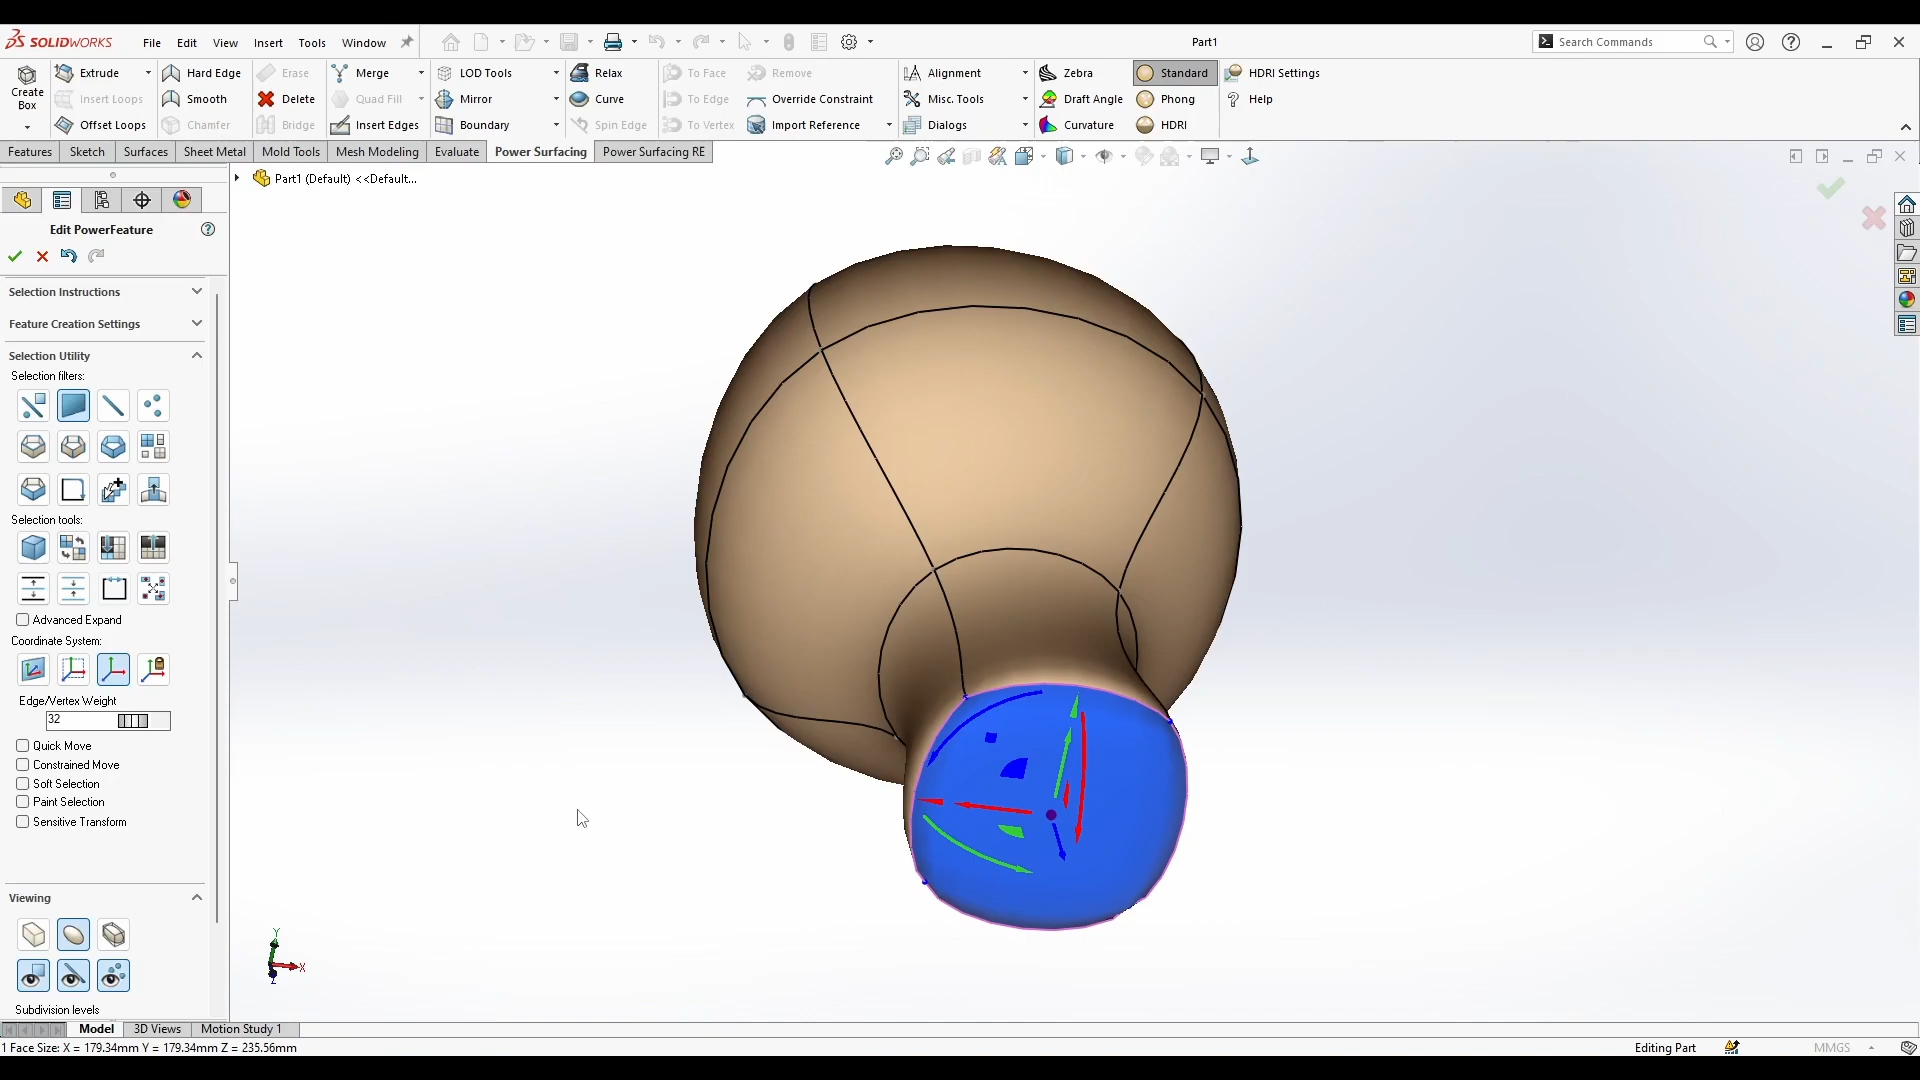 SOLIDWORKS File Edit View Insert Tools Window Part1 Search Commands
Create Box
Extrude Hard Edge Erase Merge LOD Tools Relax To Face Remove Alignment Zebra Standard HDRI Settings
Insert Loops Smooth Delete Quad Fill Mirror Curve To Edge Override Constraint Misc. Tools Draft Angle Phong Help
Offset Loops Chamfer Bridge Insert Edges Boundary Spin Edge To Vertex Import Reference Dialogs Curvature HDRI
Features Sketch Surfaces Sheet Metal Mold Tools Mesh Modeling Evaluate Power Surfacing Power Surfacing RE
Part1 (Default) <<Default...
Edit PowerFeature
Selection Instructions
Feature Creation Settings
Selection Utility
Selection filters:
Selection tools:
Advanced Expand
Coordinate System:
Edge/Vertex Weight
32
Quick Move
Constrained Move
Soft Selection
Paint Selection
Sensitive Transform
Viewing
Y
X
Z
Subdivision levels
Model 3D Views Motion Study 1
1 Face Size: X = 179.34mm Y = 179.34mm Z = 235.56mm Editing Part MMGS